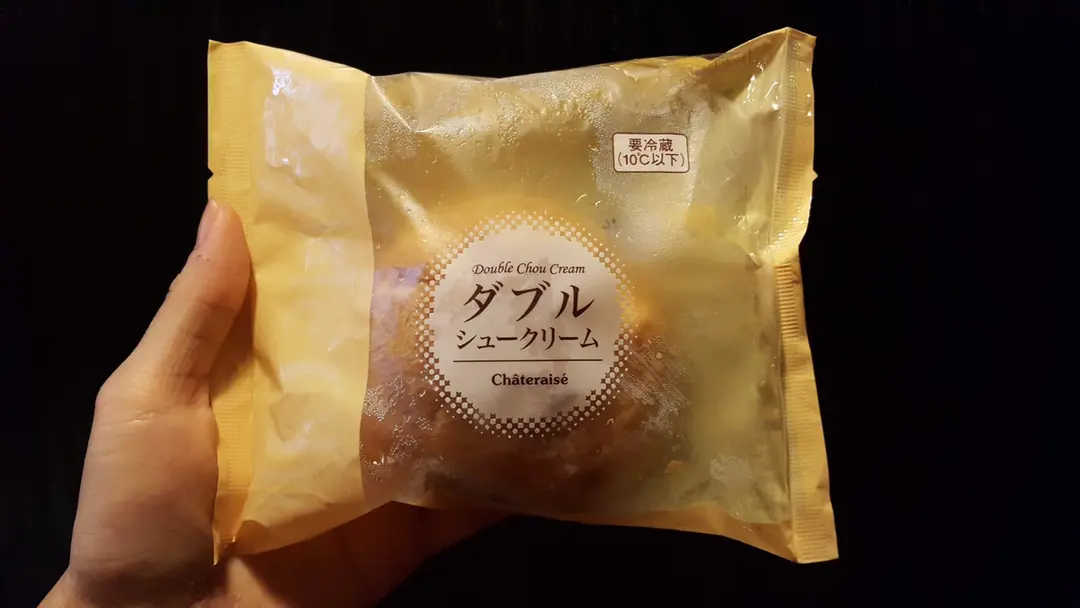 要冷蔵
(10℃以下)
Double Chou Cream
ダブル
シュークリーム
Châteraisé